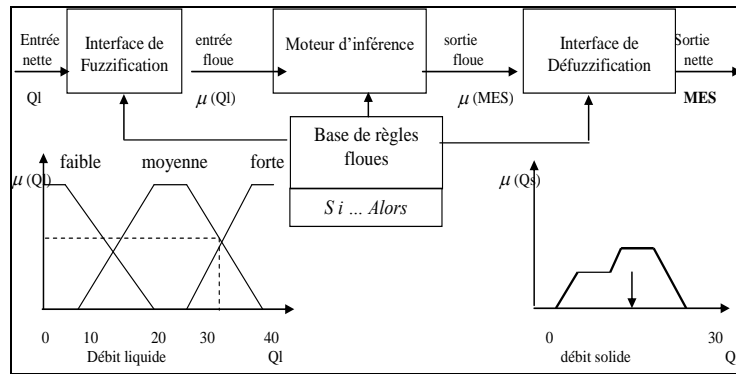 Entrée nette
Ql
Interface de Fuzzification
entrée floue
μ (Ql)
Moteur d’inférence
sortie floue
μ (MES)
Interface de Défuzzification
Sortie nette
MES
Base de règles floues
S i ... Alors
faible moyenne forte
μ (Ql)
0 10 20 30 40
Débit liquide Ql
μ (Qs)
0 30
débit solide Q